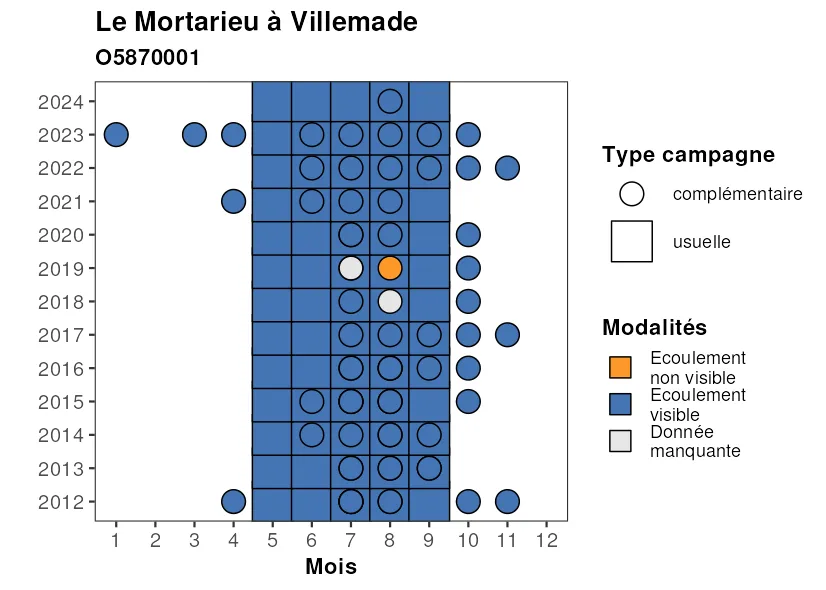 Le Mortarieu à Villemade
O5870001
2024
2023
2022
2021
2020
2019
2018
2017
2016
2015
2014
2013
2012
1 2 3 4 5 6 7 8 9 10 11 12
Mois
Type campagne
complémentaire
usuelle
Modalités
Ecoulement
non visible
Ecoulement
visible
Donnée
manquante